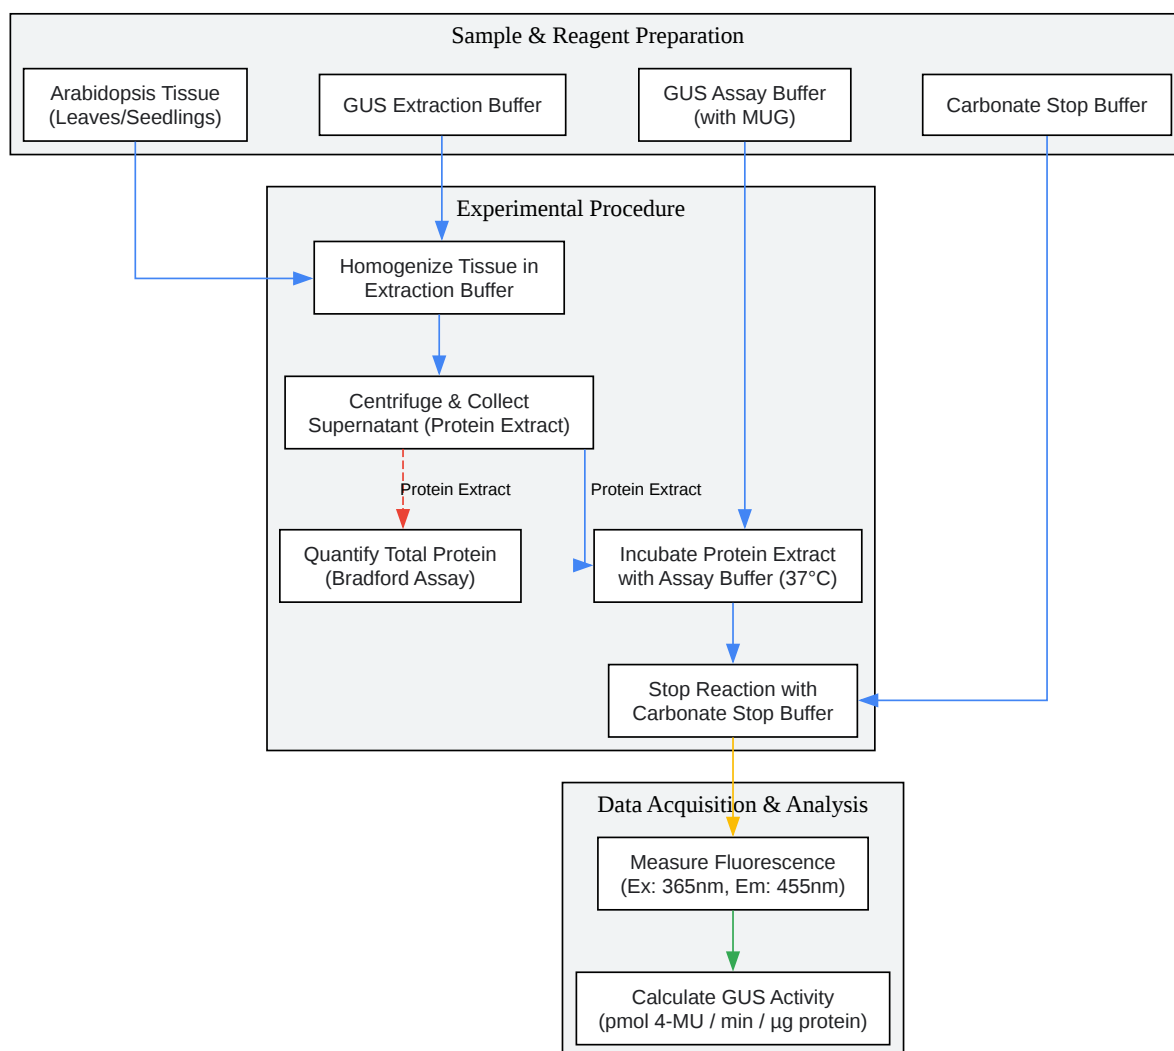 Sample & Reagent Preparation
Arabidopsis Tissue
(Leaves/Seedlings)
GUS Extraction Buffer
GUS Assay Buffer
(with MUG)
Carbonate Stop Buffer
Experimental Procedure
Homogenize Tissue in
Extraction Buffer
Centrifuge & Collect
Supernatant (Protein Extract)
Protein Extract
Protein Extract
Quantify Total Protein
(Bradford Assay)
Incubate Protein Extract
with Assay Buffer (37°C)
Stop Reaction with
Carbonate Stop Buffer
Data Acquisition & Analysis
Measure Fluorescence
(Ex: 365nm, Em: 455nm)
Calculate GUS Activity
(pmol 4-MU / min / µg protein)